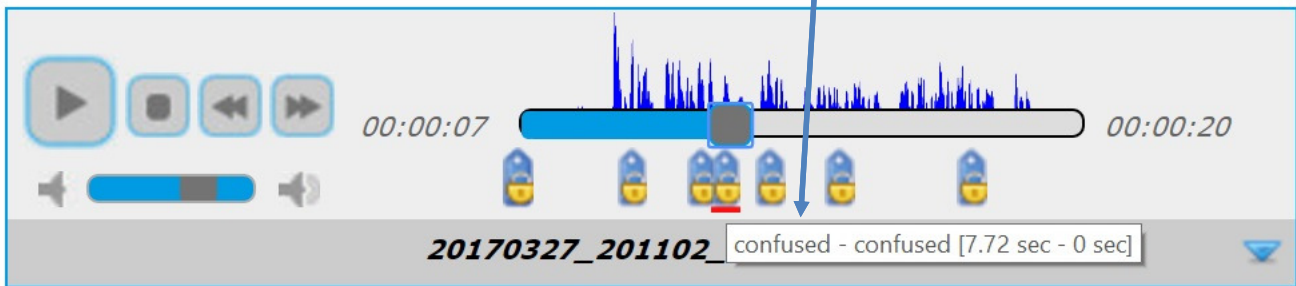 00:00:07
00:00:20
20170327_201102_
confused - confused [7.72 sec - 0 sec]